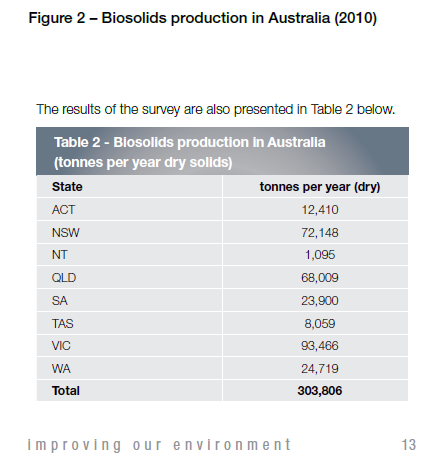 Figure 2 – Biosolids production in Australia (2010)
The results of the survey are also presented in Table 2 below.
Table 2 - Biosolids production in Australia
(tonnes per year dry solids)
State tonnes per year (dry)
ACT 12,410
NSW 72,148
NT 1,095
QLD 68,009
SA 23,900
TAS 8,059
VIC 93,466
WA 24,719
Total 303,806
improving our environment 13